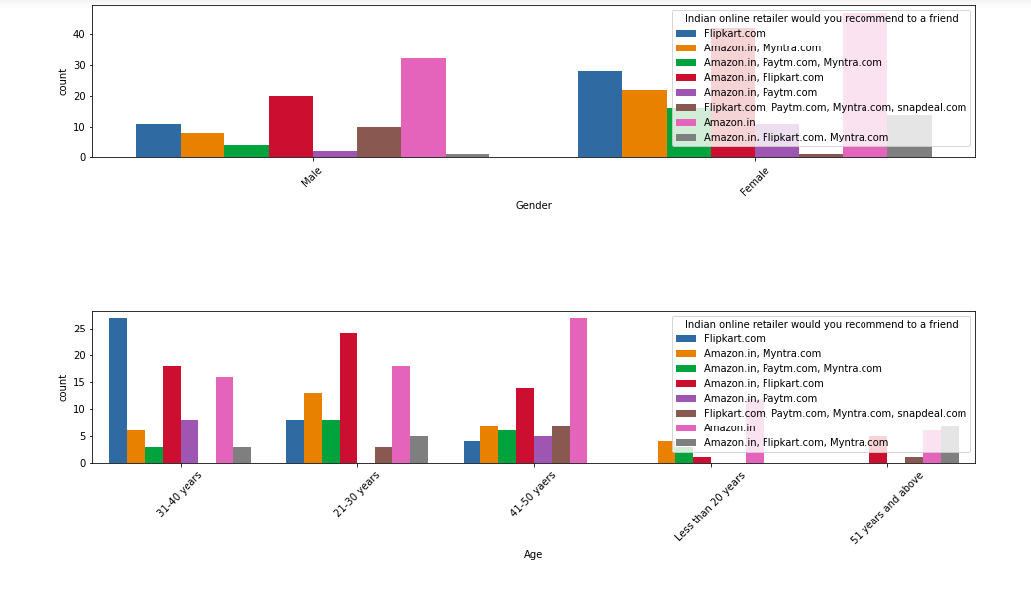 Indian online retailer would you recommend to a friend
Flipkart.com
Amazon.in, Myntra.com
Amazon.in, Paytm.com, Myntra.com
Amazon.in, Flipkart.com
Amazon.in, Paytm.com
Flipkart.com, Paytm.com, Myntra.com, snapdeal.com
Amazon.in
Amazon.in, Flipkart.com, Myntra.com
40
30
20
10
0
count
Male
Female
Gender
Indian online retailer would you recommend to a friend
Flipkart.com
Amazon.in, Myntra.com
Amazon.in, Paytm.com, Myntra.com
Amazon.in, Flipkart.com
Amazon.in, Paytm.com
Flipkart.com, Paytm.com, Myntra.com, snapdeal.com
Amazon.in
Amazon.in, Flipkart.com, Myntra.com
25
20
15
10
5
0
count
31-40 years
21-30 years
41-50 yaers
Less than 20 years
51 years and above
Age